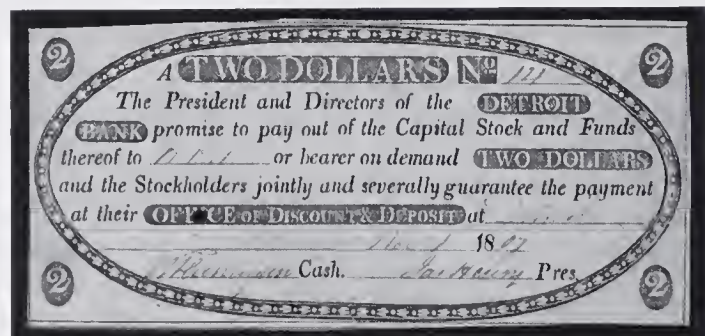 2 2
A TWO DOLLARS No
The President and Directors of the DETROIT
BANK promise to pay out of the Capital Stock and Funds
thereof to or bearer on demand TWO DOLLARS
and the Stockholders jointly and severally guarantee the payment
at their OFFICE OF DISCOUNT & DEPOSIT at
18
Cash. Jas Henry Pres.
2 2